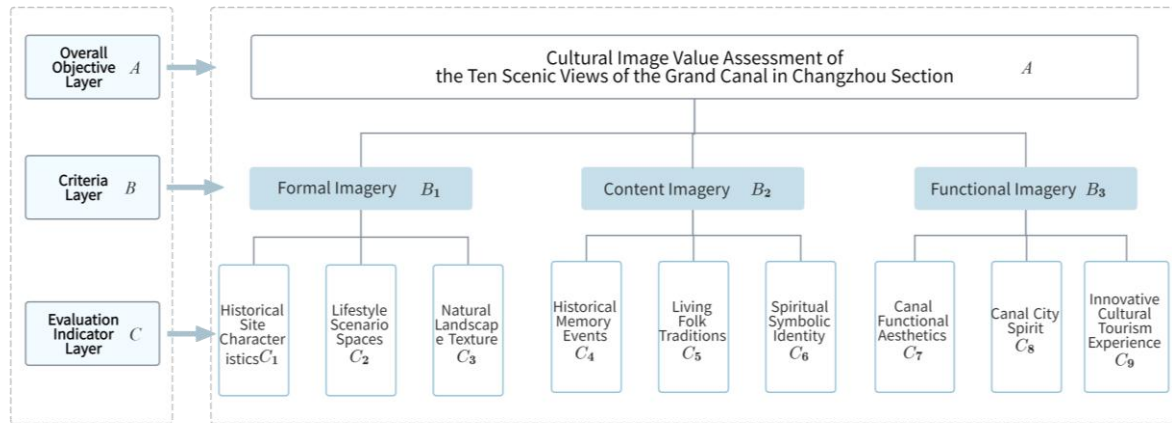 Overall
Objective
Layer A
Cultural Image Value Assessment of
the Ten Scenic Views of the Grand Canal in Changzhou Section A
Criteria
Layer B
Formal Imagery B₁
Content Imagery B₂
Functional Imagery B₃
Evaluation
Indicator
Layer C
Historical
Site
Character
isticsC₁
Lifestyle
Scenario
Spaces
C₂
Natural
Landscap
e Texture
C₃
Historical
Memory
Events
C₄
Living
Folk
Traditions
C₅
Spiritual
Symbolic
Identity
C₆
Canal
Functional
Aesthetics
C₇
Canal City
Spirit
C₈
Innovative
Cultural
Tourism
Experience
C₉